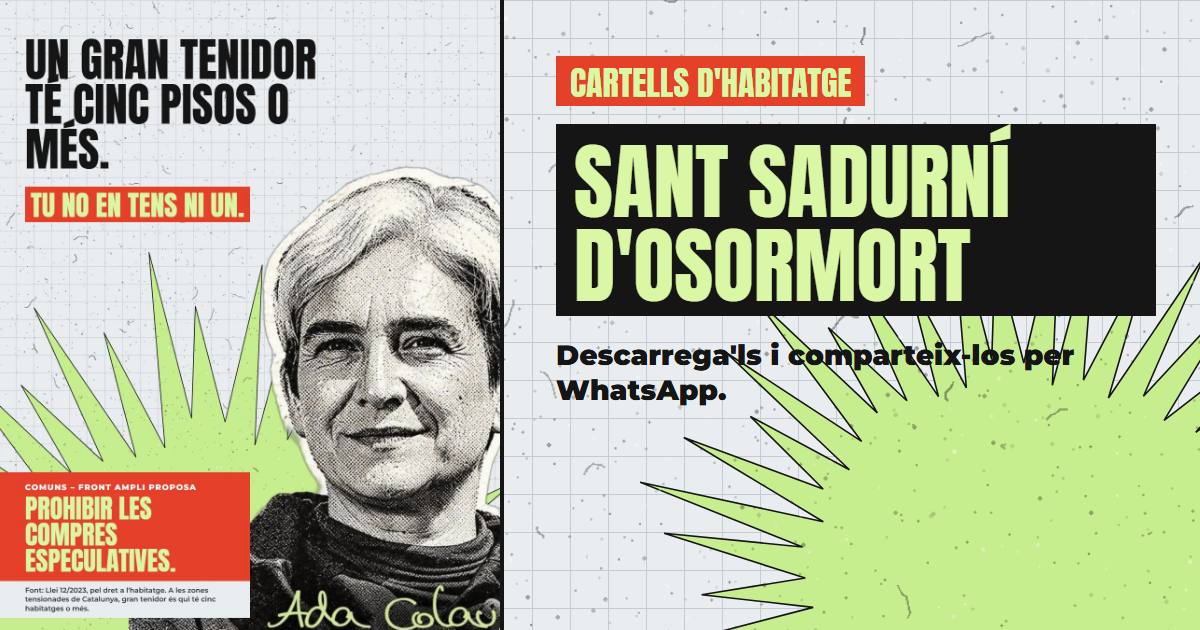 UN GRAN TENIDOR
TÉ CINC PISOS O
MÉS.
TU NO EN TENS NI UN.
COMUNS – FRONT AMPLI PROPOSA
PROHIBIR LES
COMPRES
ESPECULATIVES.
Font: Llei 12/2023, pel dret a l'habitatge. A les zones
tensionades de Catalunya, gran tenidor és qui té cinc
habitatges o més.
Ada Colau
CARTELLS D'HABITATGE
SANT SADURNÍ
D'OSORMORT
Descarrega'ls i comparteix-los per
WhatsApp.